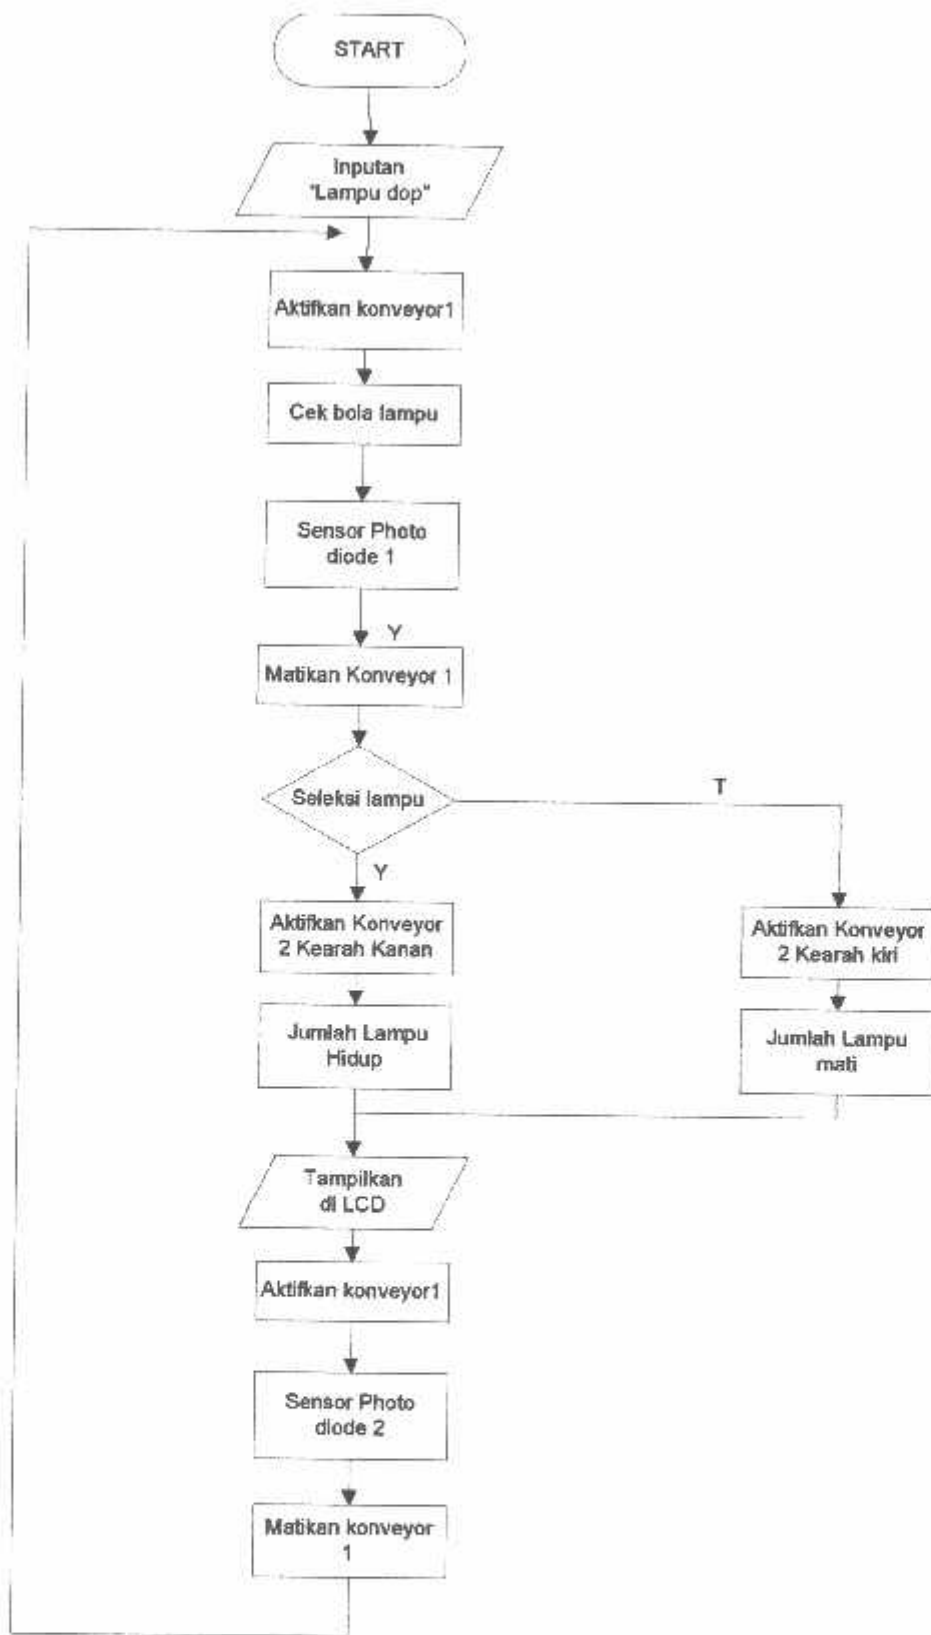 START
Inputan
"Lampu dop"
Aktifkan konveyor1
Cek bola lampu
Sensor Photo
diode 1
Y
Matikan Konveyor 1
Seleksi lampu
T
Y
Aktifkan Konveyor
2 Kearah Kanan
Aktifkan Konveyor
2 Kearah kiri
Jumlah Lampu
Hidup
Jumlah Lampu
mati
Tampilkan
di LCD
Aktifkan konveyor1
Sensor Photo
diode 2
Matikan konveyor
1